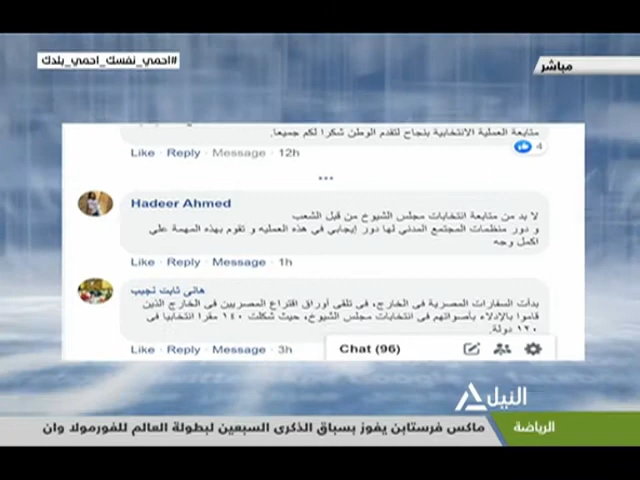 #احمي_نفسك_احمي_بلدك
مباشر
متابعة العملية الانتخابية بنجاح لتقدم الوطن شكرا لكم جميعا.
4
Like · Reply · Message · 12h
...
Hadeer Ahmed
لا بد من متابعة انتخابات مجلس الشيوخ من قبل الشعب
و دور منظمات المجتمع المدني لها دور إيجابي في هذه العمليه و تقوم بهذه المهمة علي
اكمل وجه
Like · Reply · Message · 1h
هانى ثابت نجيب
بدأت السفارات المصرية فى الخارج، فى تلقى أوراق اقتراع المصريين فى الخارج الذين
قاموا بالإدلاء بأصواتهم فى انتخابات مجلس الشيوخ، حيث شكلت ١٤٠ مقرا انتخابيا فى
١٢٠ دولة.
Like · Reply · Message · 3h
Chat (96)
النيل
الرياضة
ماكس فرستابن يفوز بسباق الذكرى السبعين لبطولة العالم للفورمولا وان